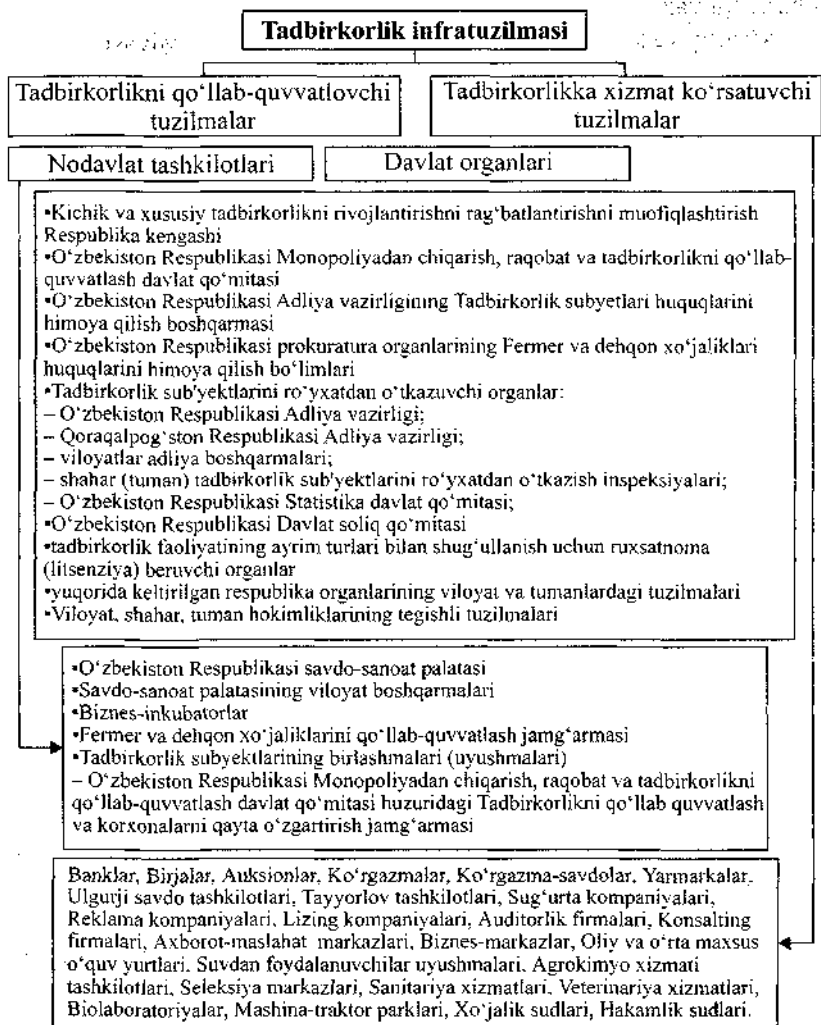 Tadbirkorlik infratuzilmasi
Tadbirkorlikni qo‘llab-quvvatlovchi
tuzilmalar
Tadbirkorlikka xizmat ko‘rsatuvchi
tuzilmalar
Nodavlat tashkilotlari
Davlat organlari
•Kichik va xususiy tadbirkorlikni rivojlantirishni rag‘batlantirishni muofiqlashtirish
Respublika kengashi
•O‘zbekiston Respublikasi Monopoliyadan chiqarish, raqobat va tadbirkorlikni qo‘llab-
quvvatlash davlat qo‘mitasi
•O‘zbekiston Respublikasi Adliya vazirligining Tadbirkorlik subyetlari huquqlarini
himoya qilish boshqarmasi
•O‘zbekiston Respublikasi prokuratura organlarining Fermer va dehqon xo‘jaliklari
huquqlarini himoya qilish bo‘limlari
•Tadbirkorlik sub'yektlarini ro‘yxatdan o‘tkazuvchi organlar:
– O‘zbekiston Respublikasi Adliya vazirligi;
– Qoraqalpog‘ston Respublikasi Adliya vazirligi;
– viloyatlar adliya boshqarmalari;
– shahar (tuman) tadbirkorlik sub'yektlarini ro‘yxatdan o‘tkazish inspeksiyalari;
– O‘zbekiston Respublikasi Statistika davlat qo‘mitasi;
•O‘zbekiston Respublikasi Davlat soliq qo‘mitasi
•tadbirkorlik faoliyatining ayrim turlari bilan shug‘ullanish uchun ruxsatnoma
(litsenziya) beruvchi organlar
•yuqorida keltirilgan respublika organlarining viloyat va tumanlardagi tuzilmalari
•Viloyat, shahar, tuman hokimliklarining tegishli tuzilmalari
•O‘zbekiston Respublikasi savdo-sanoat palatasi
•Savdo-sanoat palatasining viloyat boshqarmalari
•Biznes-inkubatorlar
•Fermer va dehqon xo‘jaliklarini qo‘llab-quvvatlash jamg‘armasi
•Tadbirkorlik subyektlarining birlashmalari (uyushmalari)
– O‘zbekiston Respublikasi Monopoliyadan chiqarish, raqobat va tadbirkorlikni
qo‘llab-quvvatlash davlat qo‘mitasi huzuridagi Tadbirkorlikni qo‘llab quvvatlash
va korxonalarni qayta o‘zgartirish jamg‘armasi
Banklar, Birjalar, Auksionlar, Ko‘rgazmalar, Ko‘rgazma-savdolar, Yarmarkalar,
Ulgurji savdo tashkilotlari, Tayyorlov tashkilotlari, Sug‘urta kompaniyalari,
Reklama kompaniyalari, Lizing kompaniyalari, Auditorlik firmalari, Konsalting
firmalari, Axborot-maslahat markazlari, Biznes-markazlar, Oliy va o‘rta maxsus
o‘quv yurtlari. Suvdan foydalanuvchilar uyushmalari. Agrokimyo xizmati
tashkilotlari, Seleksiya markazlari, Sanitariya xizmatlari, Veterinariya xizmatlari,
Biolaboratoriyalar, Mashina-traktor parklari, Xo‘jalik sudlari, Hakamlik sudlari.